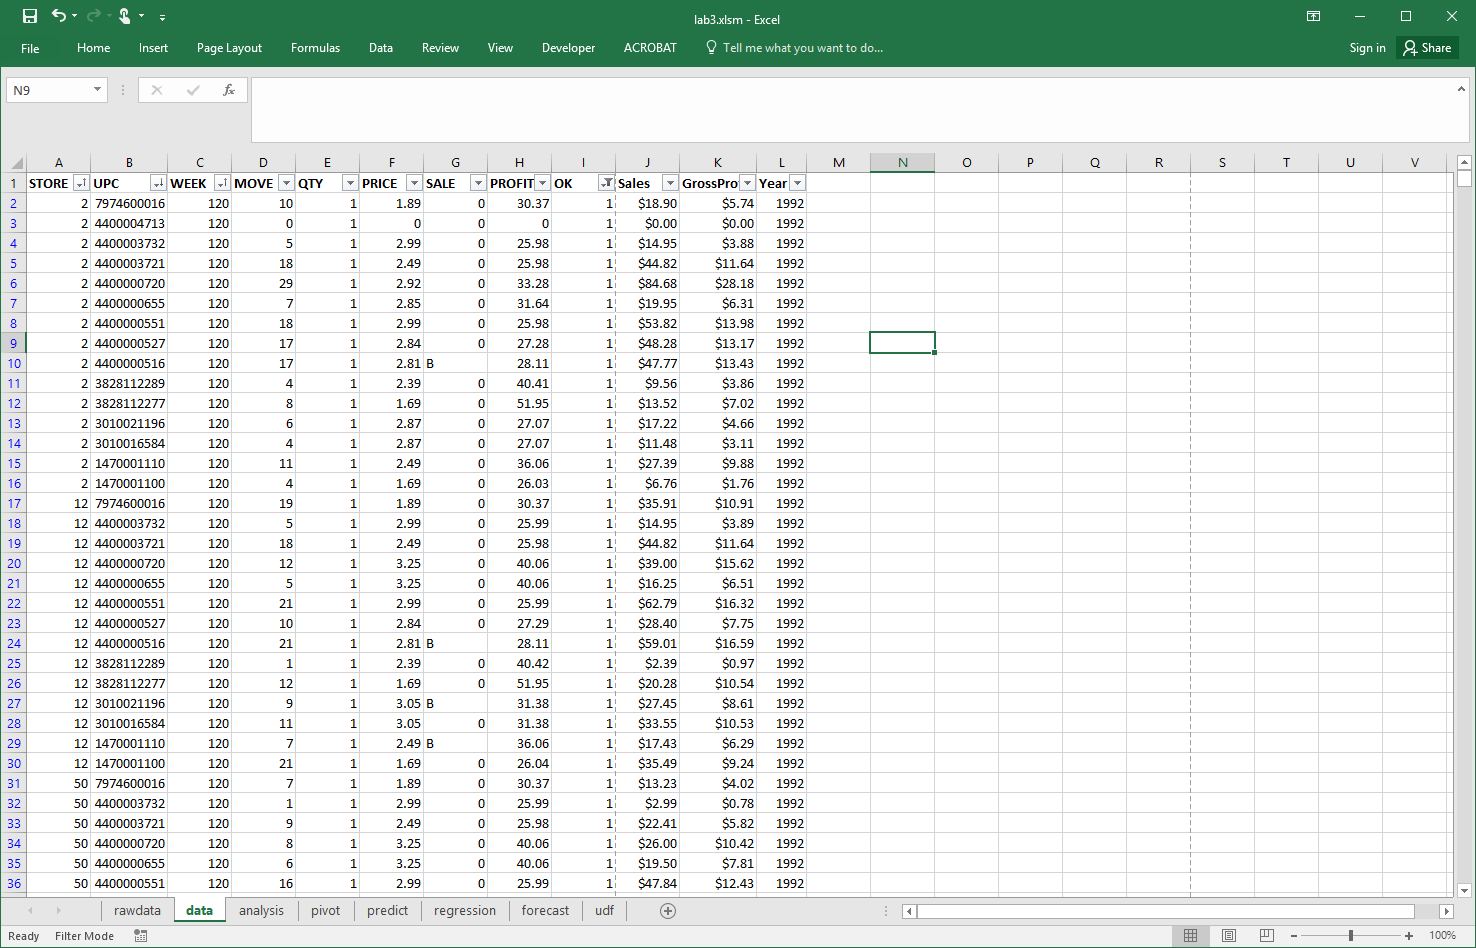 lab3.xlsm - Excel
File Home Insert Page Layout Formulas Data Review View Developer ACROBAT Tell me what you want to do... Sign in Share
N9 fx
A B C D E F G H I J K L M N O P Q R S T U V
1 STORE UPC WEEK MOVE QTY PRICE SALE PROFIT OK Sales GrossPro Year
2 2 7974600016 120 10 1 1.89 0 30.37 1 $18.90 $5.74 1992
3 2 4400004713 120 0 1 0 0 0 1 $0.00 $0.00 1992
4 2 4400003732 120 5 1 2.99 0 25.98 1 $14.95 $3.88 1992
5 2 4400003721 120 18 1 2.49 0 25.98 1 $44.82 $11.64 1992
6 2 4400000720 120 29 1 2.92 0 33.28 1 $84.68 $28.18 1992
7 2 4400000655 120 7 1 2.85 0 31.64 1 $19.95 $6.31 1992
8 2 4400000551 120 18 1 2.99 0 25.98 1 $53.82 $13.98 1992
9 2 4400000527 120 17 1 2.84 0 27.28 1 $48.28 $13.17 1992
10 2 4400000516 120 17 1 2.81 B 28.11 1 $47.77 $13.43 1992
11 2 3828112289 120 4 1 2.39 0 40.41 1 $9.56 $3.86 1992
12 2 3828112277 120 8 1 1.69 0 51.95 1 $13.52 $7.02 1992
13 2 3010021196 120 6 1 2.87 0 27.07 1 $17.22 $4.66 1992
14 2 3010016584 120 4 1 2.87 0 27.07 1 $11.48 $3.11 1992
15 2 1470001110 120 11 1 2.49 0 36.06 1 $27.39 $9.88 1992
16 2 1470001100 120 4 1 1.69 0 26.03 1 $6.76 $1.76 1992
17 12 7974600016 120 19 1 1.89 0 30.37 1 $35.91 $10.91 1992
18 12 4400003732 120 5 1 2.99 0 25.99 1 $14.95 $3.89 1992
19 12 4400003721 120 18 1 2.49 0 25.98 1 $44.82 $11.64 1992
20 12 4400000720 120 12 1 3.25 0 40.06 1 $39.00 $15.62 1992
21 12 4400000655 120 5 1 3.25 0 40.06 1 $16.25 $6.51 1992
22 12 4400000551 120 21 1 2.99 0 25.99 1 $62.79 $16.32 1992
23 12 4400000527 120 10 1 2.84 0 27.29 1 $28.40 $7.75 1992
24 12 4400000516 120 21 1 2.81 B 28.11 1 $59.01 $16.59 1992
25 12 3828112289 120 1 1 2.39 0 40.42 1 $2.39 $0.97 1992
26 12 3828112277 120 12 1 1.69 0 51.95 1 $20.28 $10.54 1992
27 12 3010021196 120 9 1 3.05 B 31.38 1 $27.45 $8.61 1992
28 12 3010016584 120 11 1 3.05 0 31.38 1 $33.55 $10.53 1992
29 12 1470001110 120 7 1 2.49 B 36.06 1 $17.43 $6.29 1992
30 12 1470001100 120 21 1 1.69 0 26.04 1 $35.49 $9.24 1992
31 50 7974600016 120 7 1 1.89 0 30.37 1 $13.23 $4.02 1992
32 50 4400003732 120 1 1 2.99 0 25.99 1 $2.99 $0.78 1992
33 50 4400003721 120 9 1 2.49 0 25.98 1 $22.41 $5.82 1992
34 50 4400000720 120 8 1 3.25 0 40.06 1 $26.00 $10.42 1992
35 50 4400000655 120 6 1 3.25 0 40.06 1 $19.50 $7.81 1992
36 50 4400000551 120 16 1 2.99 0 25.99 1 $47.84 $12.43 1992
rawdata data analysis pivot predict regression forecast udf
Ready Filter Mode 100%